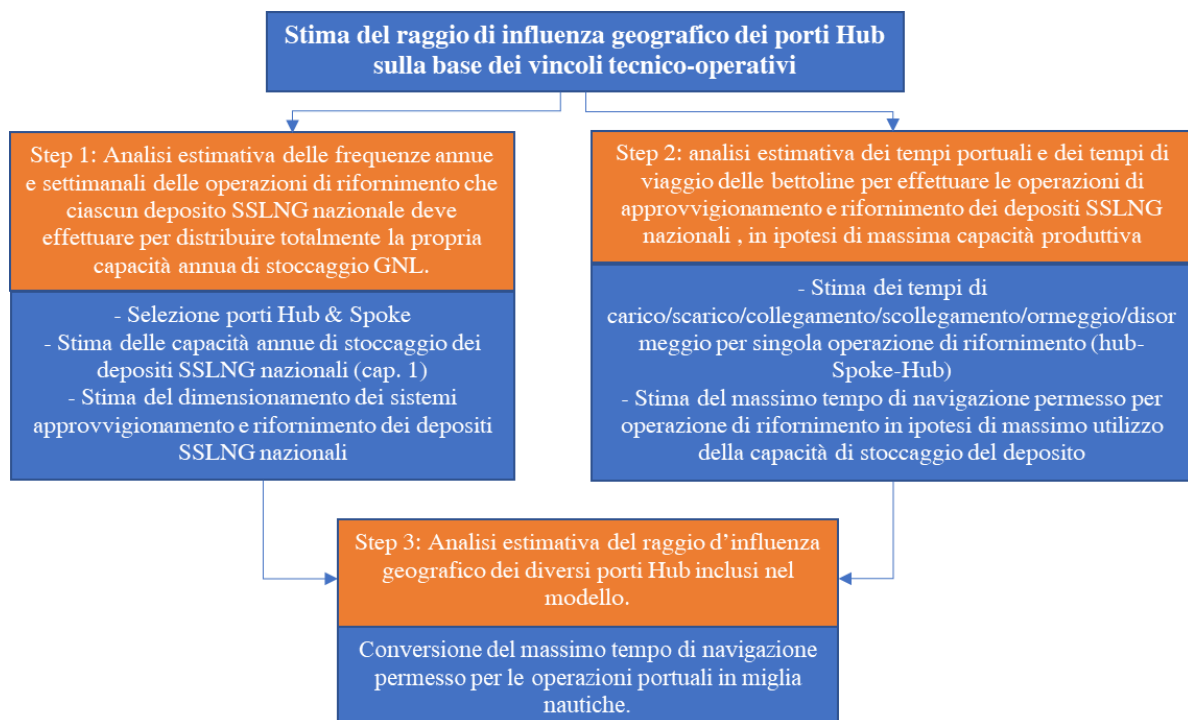 Stima del raggio di influenza geografico dei porti Hub
sulla base dei vincoli tecnico-operativi
Step 1: Analisi estimativa delle frequenze annue
e settimanali delle operazioni di rifornimento che
ciascun deposito SSLNG nazionale deve
effettuare per distribuire totalmente la propria
capacità annua di stoccaggio GNL.
- Selezione porti Hub & Spoke
- Stima delle capacità annue di stoccaggio dei
depositi SSLNG nazionali (cap. 1)
- Stima del dimensionamento dei sistemi
approvvigionamento e rifornimento dei depositi
SSLNG nazionali
Step 2: analisi estimativa dei tempi portuali e dei tempi di
viaggio delle bettoline per effettuare le operazioni di
approvvigionamento e rifornimento dei depositi SSLNG
nazionali , in ipotesi di massima capacità produttiva
- Stima dei tempi di
carico/scarico/collegamento/scollegamento/ormeggio/disor
meggio per singola operazione di rifornimento (hub-
Spoke-Hub)
- Stima del massimo tempo di navigazione permesso per
operazione di rifornimento in ipotesi di massimo utilizzo
della capacità di stoccaggio del deposito
Step 3: Analisi estimativa del raggio d’influenza
geografico dei diversi porti Hub inclusi nel
modello.
Conversione del massimo tempo di navigazione
permesso per le operazioni portuali in miglia
nautiche.